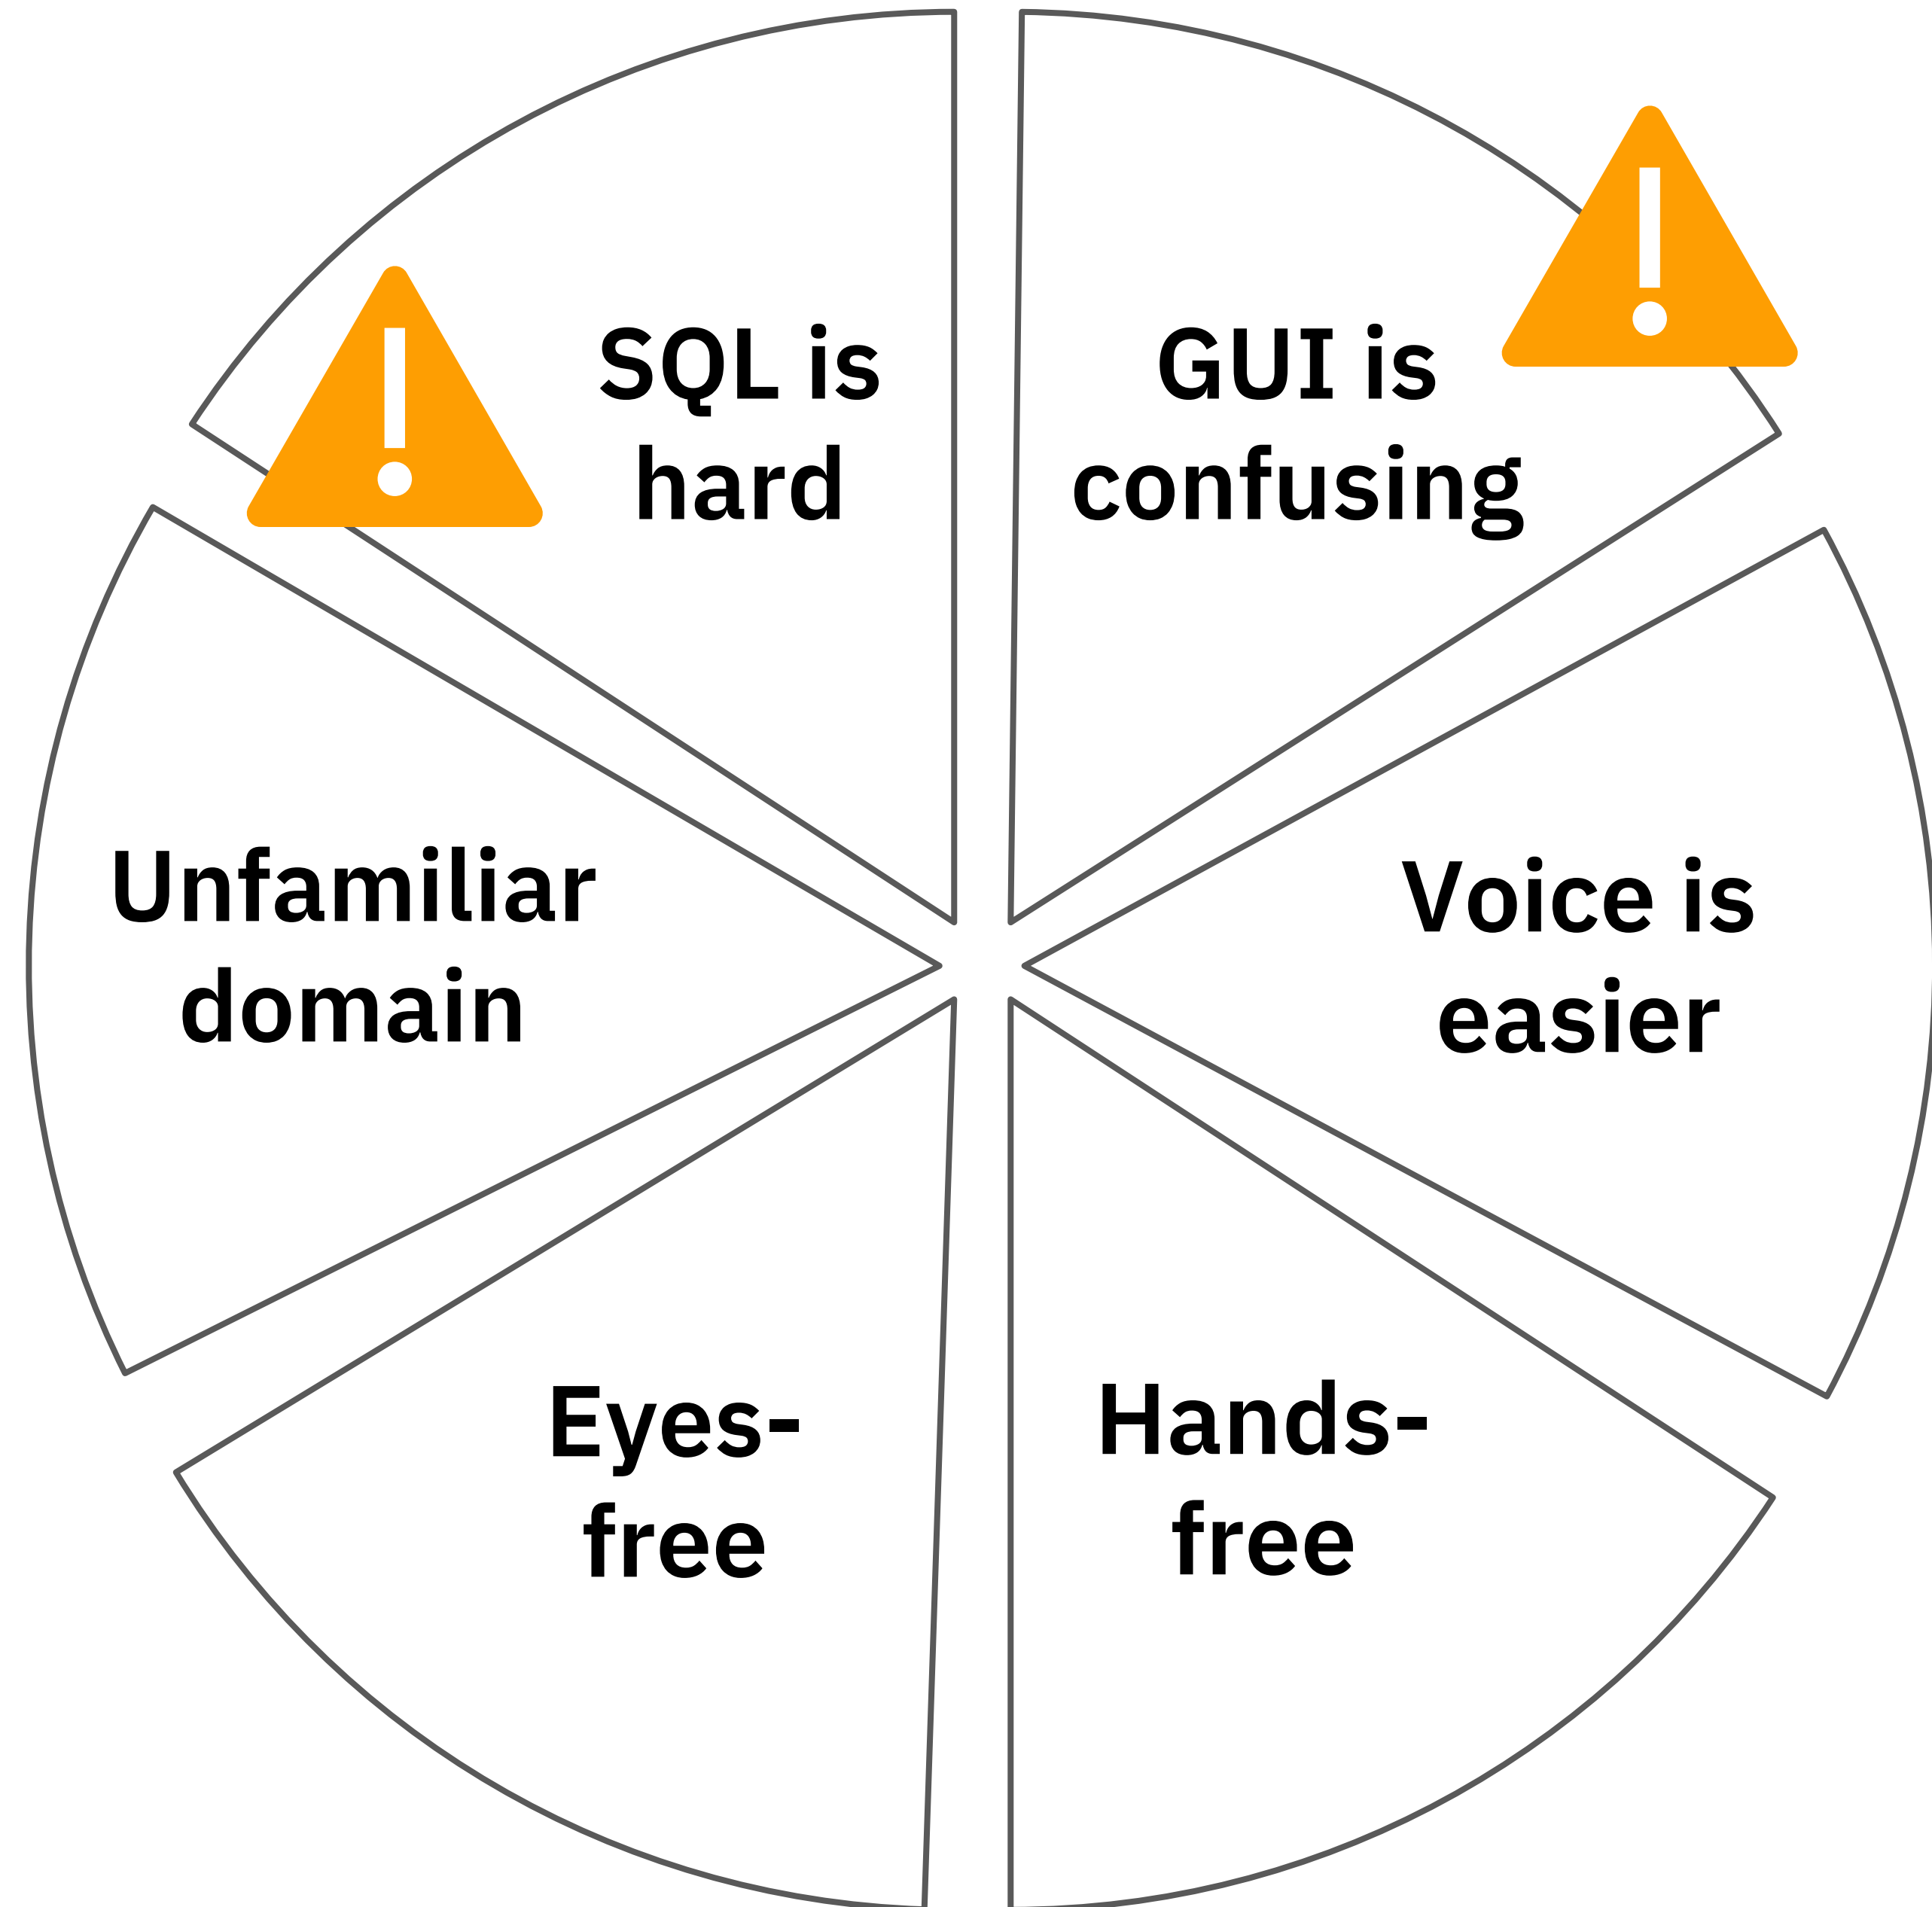 SQL is
hard
GUI is
confusing
Unfamiliar
domain
Voice is
easier
Eyes-
free
Hands-
free